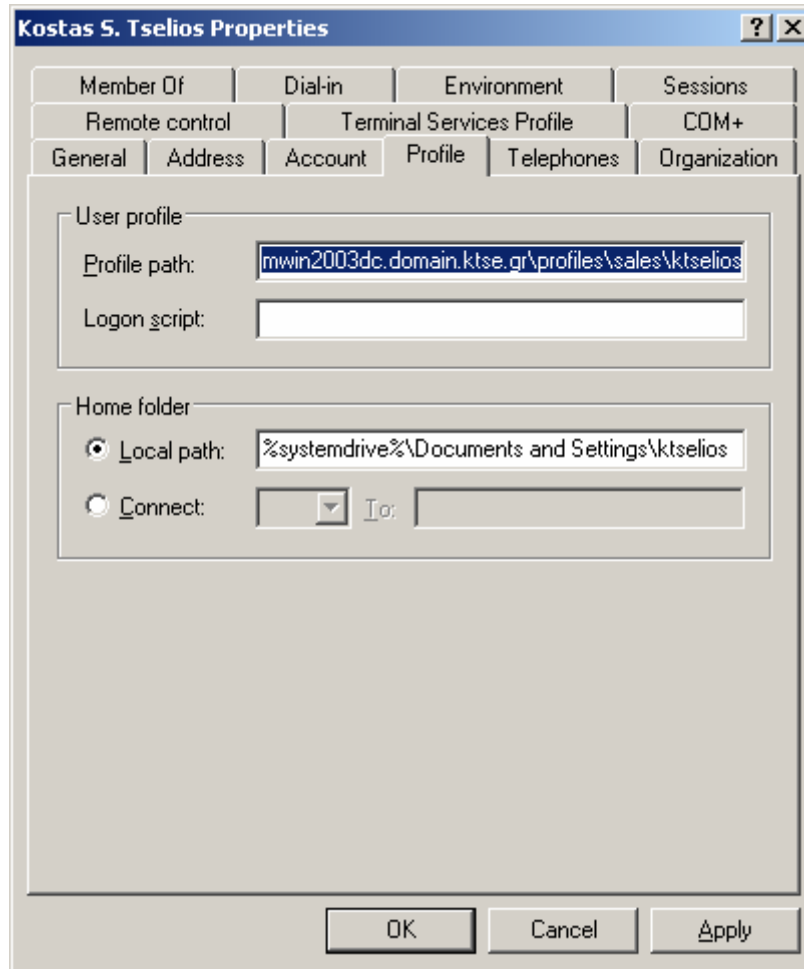 Kostas S. Tselios Properties
Member Of Dial-in Environment Sessions
Remote control Terminal Services Profile COM+
General Address Account Profile Telephones Organization
User profile
Profile path: mwin2003dc.domain.ktse.gr\profiles\sales\ktselios
Logon script:
Home folder
Local path: %systemdrive%\Documents and Settings\ktselios
Connect: To:
OK Cancel Apply